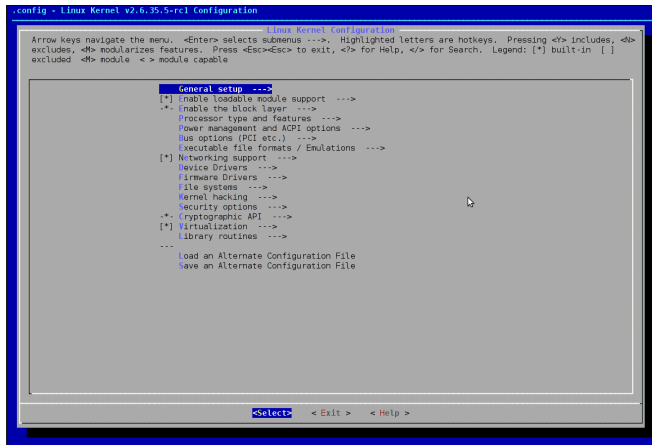 .config - Linux Kernel v2.6.35.5-rc1 Configuration
Linux Kernel Configuration
Arrow keys navigate the menu.  <Enter> selects submenus --->.  Highlighted letters are hotkeys.  Pressing <Y> includes, <N>
excludes, <M> modularizes features.  Press <Esc><Esc> to exit, <?> for Help, </> for Search.  Legend: [*] built-in  [ ]
excluded  <M> module  < > module capable
General setup  --->
[*] Enable loadable module support  --->
-*- Enable the block layer  --->
Processor type and features  --->
Power management and ACPI options  --->
Bus options (PCI etc.)  --->
Executable file formats / Emulations  --->
[*] Networking support  --->
Device Drivers  --->
Firmware Drivers  --->
File systems  --->
Kernel hacking  --->
Security options  --->
-*- Cryptographic API  --->
[*] Virtualization  --->
Library routines  --->
---
Load an Alternate Configuration File
Save an Alternate Configuration File
<Select>    < Exit >    < Help >